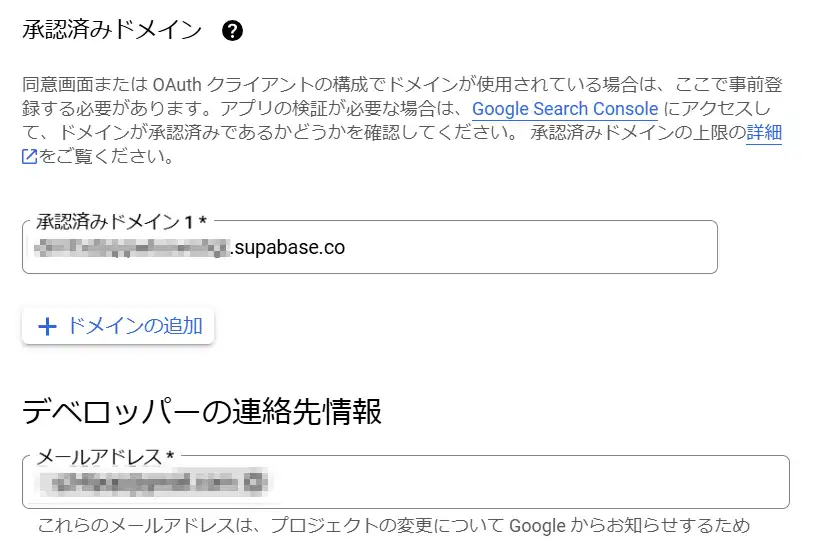 承認済みドメイン
同意画面または OAuth クライアントの構成でドメインが使用されている場合は、ここで事前登
録する必要があります。アプリの検証が必要な場合は、Google Search Console にアクセスし
て、ドメインが承認済みであるかどうかを確認してください。 承認済みドメインの上限の詳細
をご覧ください。
承認済みドメイン 1 *
.supabase.co
+ ドメインの追加
デベロッパーの連絡先情報
メールアドレス *
これらのメールアドレスは、プロジェクトの変更について Google からお知らせするため